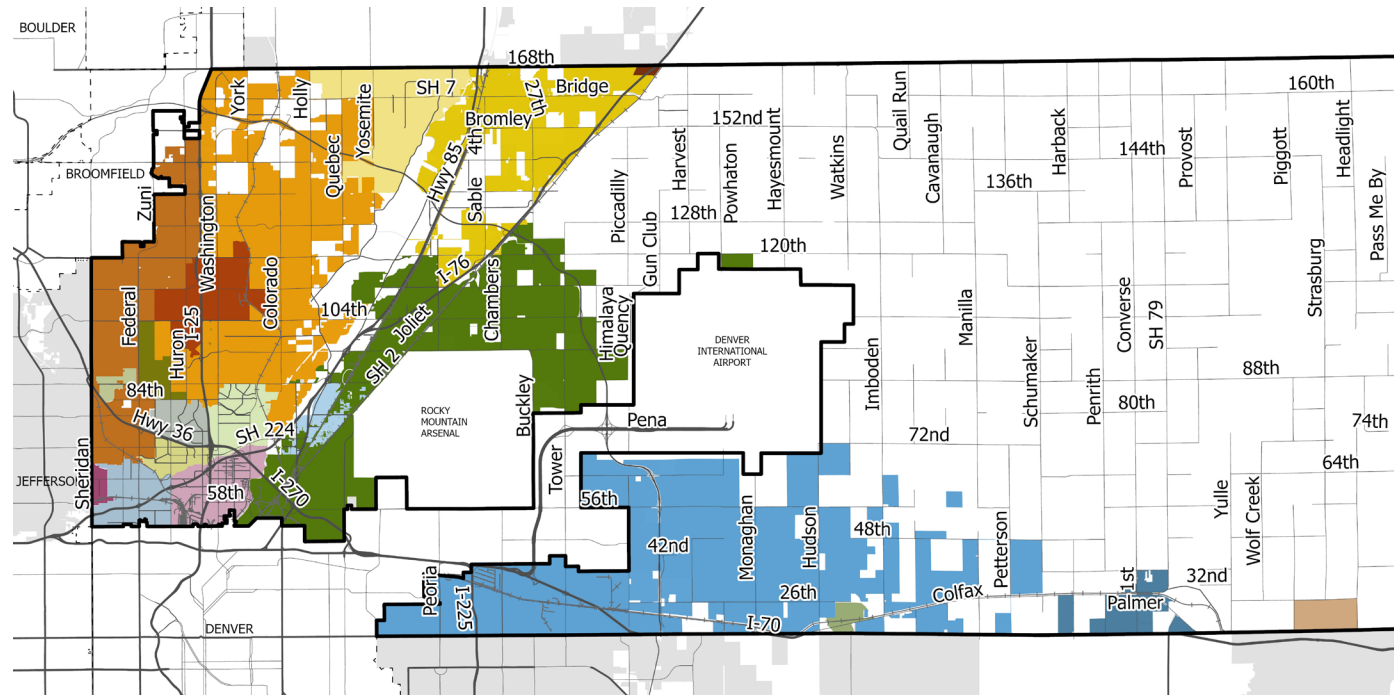 BOULDER
168th
160th
York
Holly
SH 7
27th
Bridge
Yosemite
Bromley
4th
152nd
Quebec
Hwy 85
Sable
Harvest
Powhaton
Hayesmount
Watkins
Quail Run
Cavanaugh
Harback
144th
Provost
Piggott
Headlight
BROOMFIELD
Zuni
136th
Pass Me By
Washington
Piccadilly
128th
Gun Club
120th
Strasburg
I-76
Chambers
Federal
Colorado
104th
Joliet
Himalaya
Quency
Manilla
Converse
SH 79
Huron
I-25
SH 2
DENVER
INTERNATIONAL
AIRPORT
Imboden
Schumaker
Penrith
88th
84th
Hwy 36
SH 224
ROCKY
MOUNTAIN
ARSENAL
Buckley
Pena
80th
72nd
74th
Sheridan
JEFFERSON
58th
I-270
Tower
56th
64th
Yulle
Wolf Creek
42nd
Monaghan
Hudson
48th
Petterson
Peoria
I-225
26th
Colfax
1st
Palmer
32nd
I-70
DENVER